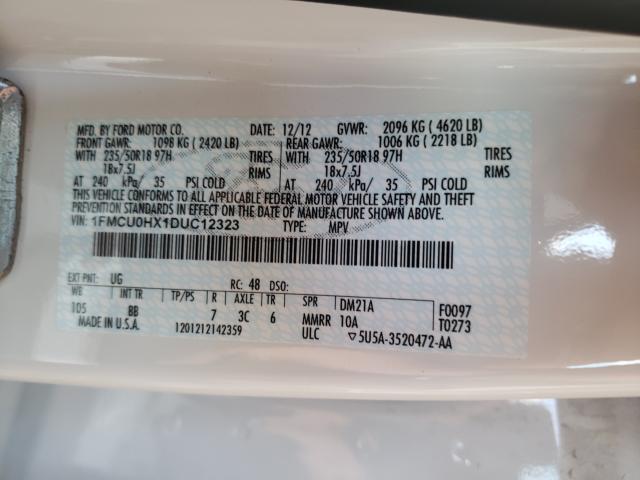 MFD. BY FORD MOTOR CO. DATE: 12/12 GVWR: 2096 KG ( 4620 LB)
FRONT GAWR: 1098 KG ( 2420 LB) REAR GAWR: 1006 KG ( 2218 LB)
WITH 235/50R18 97H TIRES WITH 235/50R18 97H TIRES
18x7.5J RIMS 18x7.5J RIMS
AT 240 kPa/ 35 PSI COLD AT 240 kPa/ 35 PSI COLD
THIS VEHICLE CONFORMS TO ALL APPLICABLE FEDERAL MOTOR VEHICLE SAFETY AND THEFT
PREVENTION STANDARDS IN EFFECT ON THE DATE OF MANUFACTURE SHOWN ABOVE.
VIN: 1FMCU0HX1DUC12323 TYPE: MPV
EXT PNT: UG RC: 48 DSO:
WB INT TR TP/PS R AXLE TR SPR DM21A F0097
105 BB 7 3C 6 MMRR 10A T0273
MADE IN U.S.A. 1201212142359 ULC 5U5A-3520472-AA